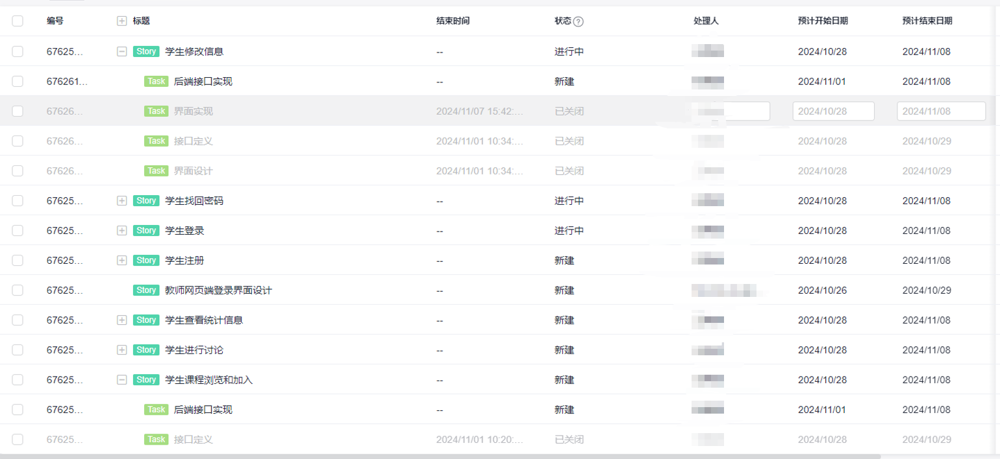 编号 标题 结束时间 状态 ? 处理人 预计开始日期 预计结束日期
67625... Story 学生修改信息 -- 进行中 2024/10/28 2024/11/08
676261... Task 后端接口实现 -- 新建 2024/11/01 2024/11/08
67626... Task 界面实现 2024/11/07 15:42:... 已关闭 2024/10/28 2024/11/08
67626... Task 接口定义 2024/11/01 10:34:... 已关闭 2024/10/28 2024/10/29
67626... Task 界面设计 2024/11/01 10:34:... 已关闭 2024/10/28 2024/10/29
67625... Story 学生找回密码 -- 进行中 2024/10/28 2024/11/08
67625... Story 学生登录 -- 进行中 2024/10/28 2024/11/08
67625... Story 学生注册 -- 新建 2024/10/28 2024/11/08
67625... Story 教师网页端登录界面设计 -- 新建 2024/10/26 2024/10/29
67625... Story 学生查看统计信息 -- 新建 2024/10/28 2024/11/08
67625... Story 学生进行讨论 -- 新建 2024/10/28 2024/11/08
67625... Story 学生课程浏览和加入 -- 新建 2024/10/28 2024/11/08
67625... Task 后端接口实现 -- 新建 2024/11/01 2024/11/08
67625... Task 接口定义 2024/11/01 10:20:... 已关闭 2024/10/28 2024/10/29